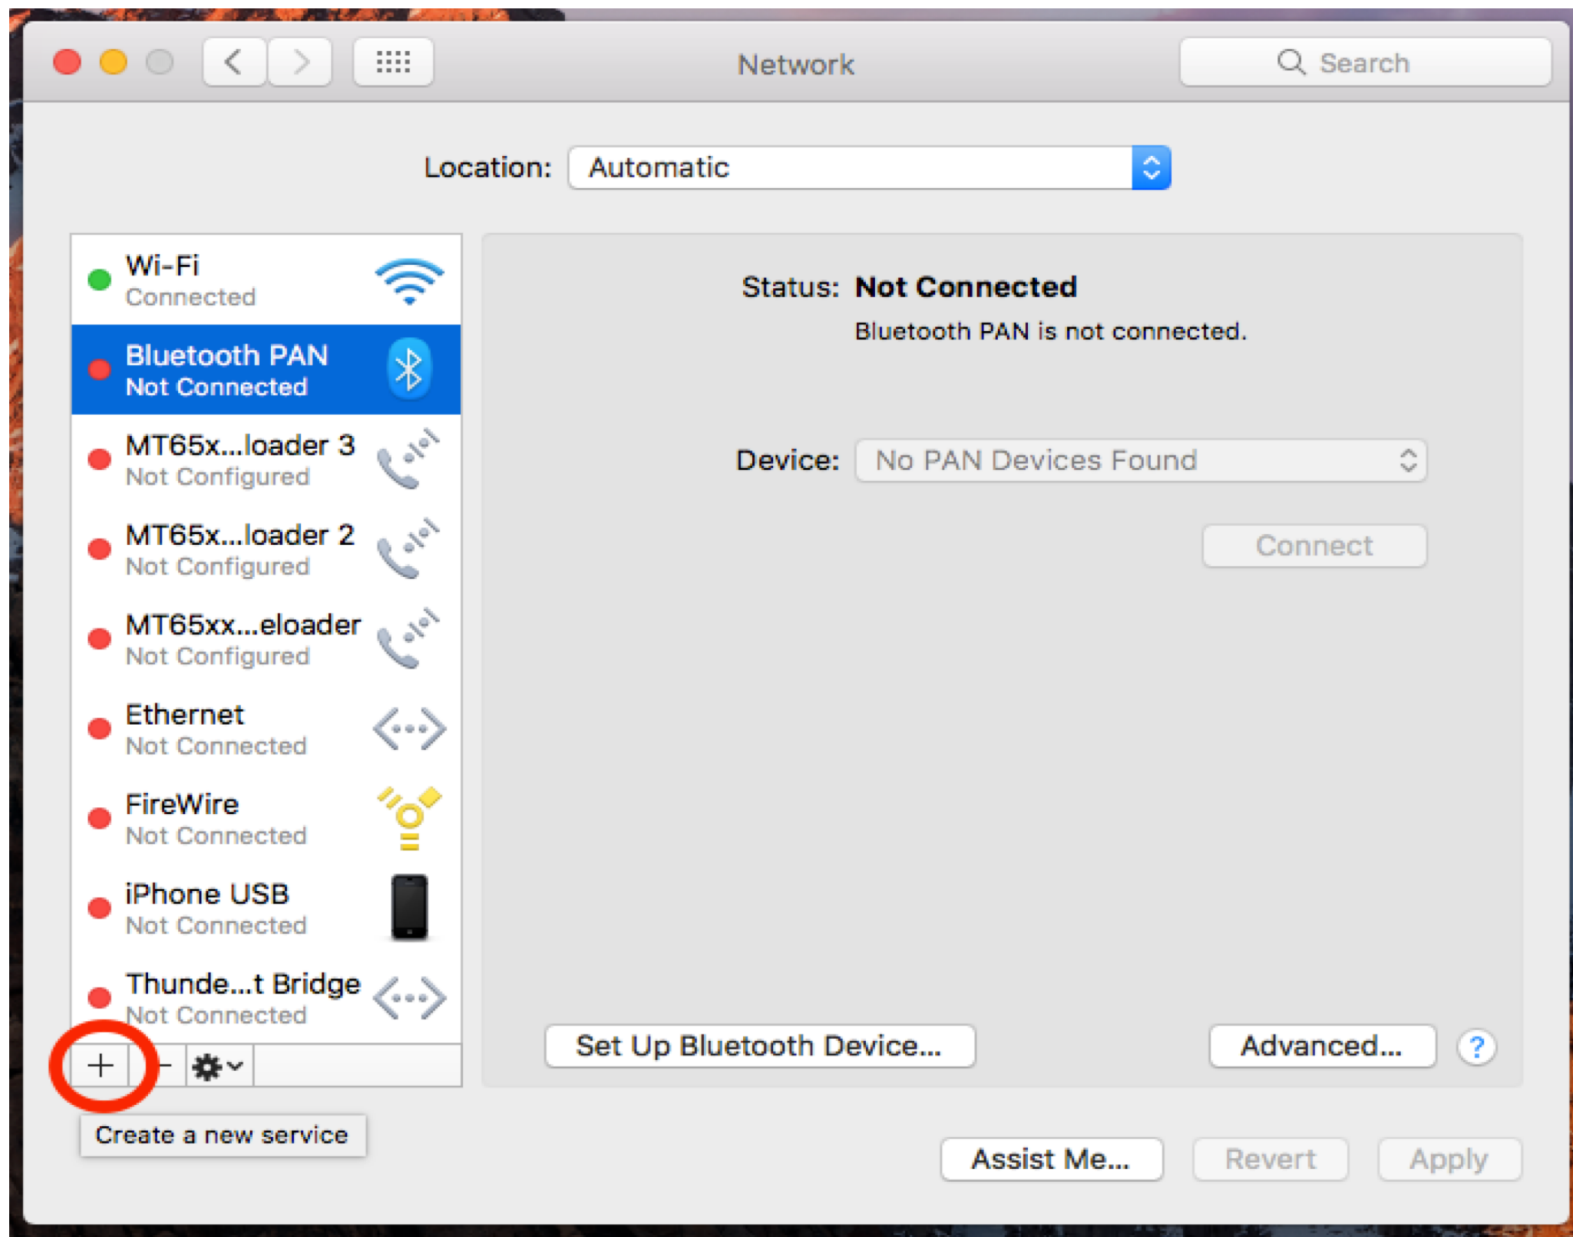 Network
Search
Location:
Automatic
Wi-Fi
Connected
Bluetooth PAN
Not Connected
MT65x...loader 3
Not Configured
MT65x...loader 2
Not Configured
MT65xx...eloader
Not Configured
Ethernet
Not Connected
FireWire
Not Connected
iPhone USB
Not Connected
Thunde...t Bridge
Not Connected
Create a new service
Status: Not Connected
Bluetooth PAN is not connected.
Device: No PAN Devices Found
Connect
Set Up Bluetooth Device...
Advanced...
?
Assist Me...
Revert
Apply